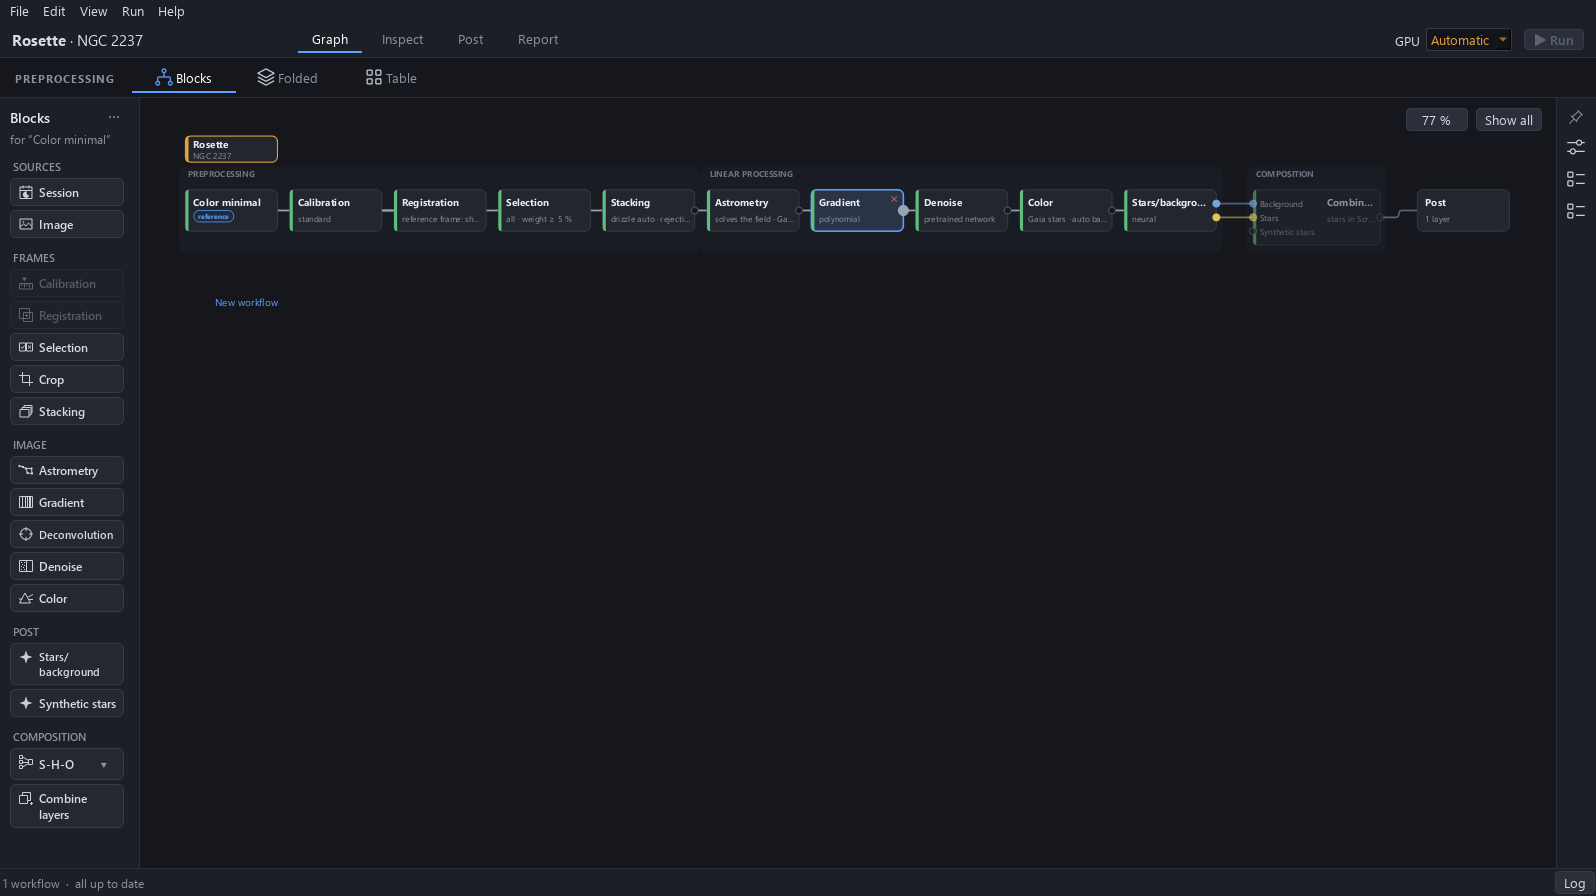 File Edit View Run Help
Rosette · NGC 2237
Graph Inspect Post Report
GPU Automatic Run
PREPROCESSING Blocks Folded Table
Blocks ···
for “Color minimal”
SOURCES
Session
Image
FRAMES
Calibration
Registration
Selection
Crop
Stacking
IMAGE
Astrometry
Gradient
Deconvolution
Denoise
Color
POST
Stars/
background
Synthetic stars
COMPOSITION
S-H-O
Combine
layers
77 % Show all
Rosette
NGC 2237
PREPROCESSING
Color minimal
reference
Calibration
standard
Registration
reference frame: sh...
Selection
all · weight ≥ 5 %
Stacking
drizzle auto · rejecti...
LINEAR PROCESSING
Astrometry
solves the field · Ga...
Gradient
polynomial
Denoise
pretrained network
Color
Gaia stars · auto ba...
Stars/backgro...
neural
COMPOSITION
Background
Stars
Synthetic stars
Combin...
stars in Scr...
Post
1 layer
New workflow
1 workflow · all up to date
Log